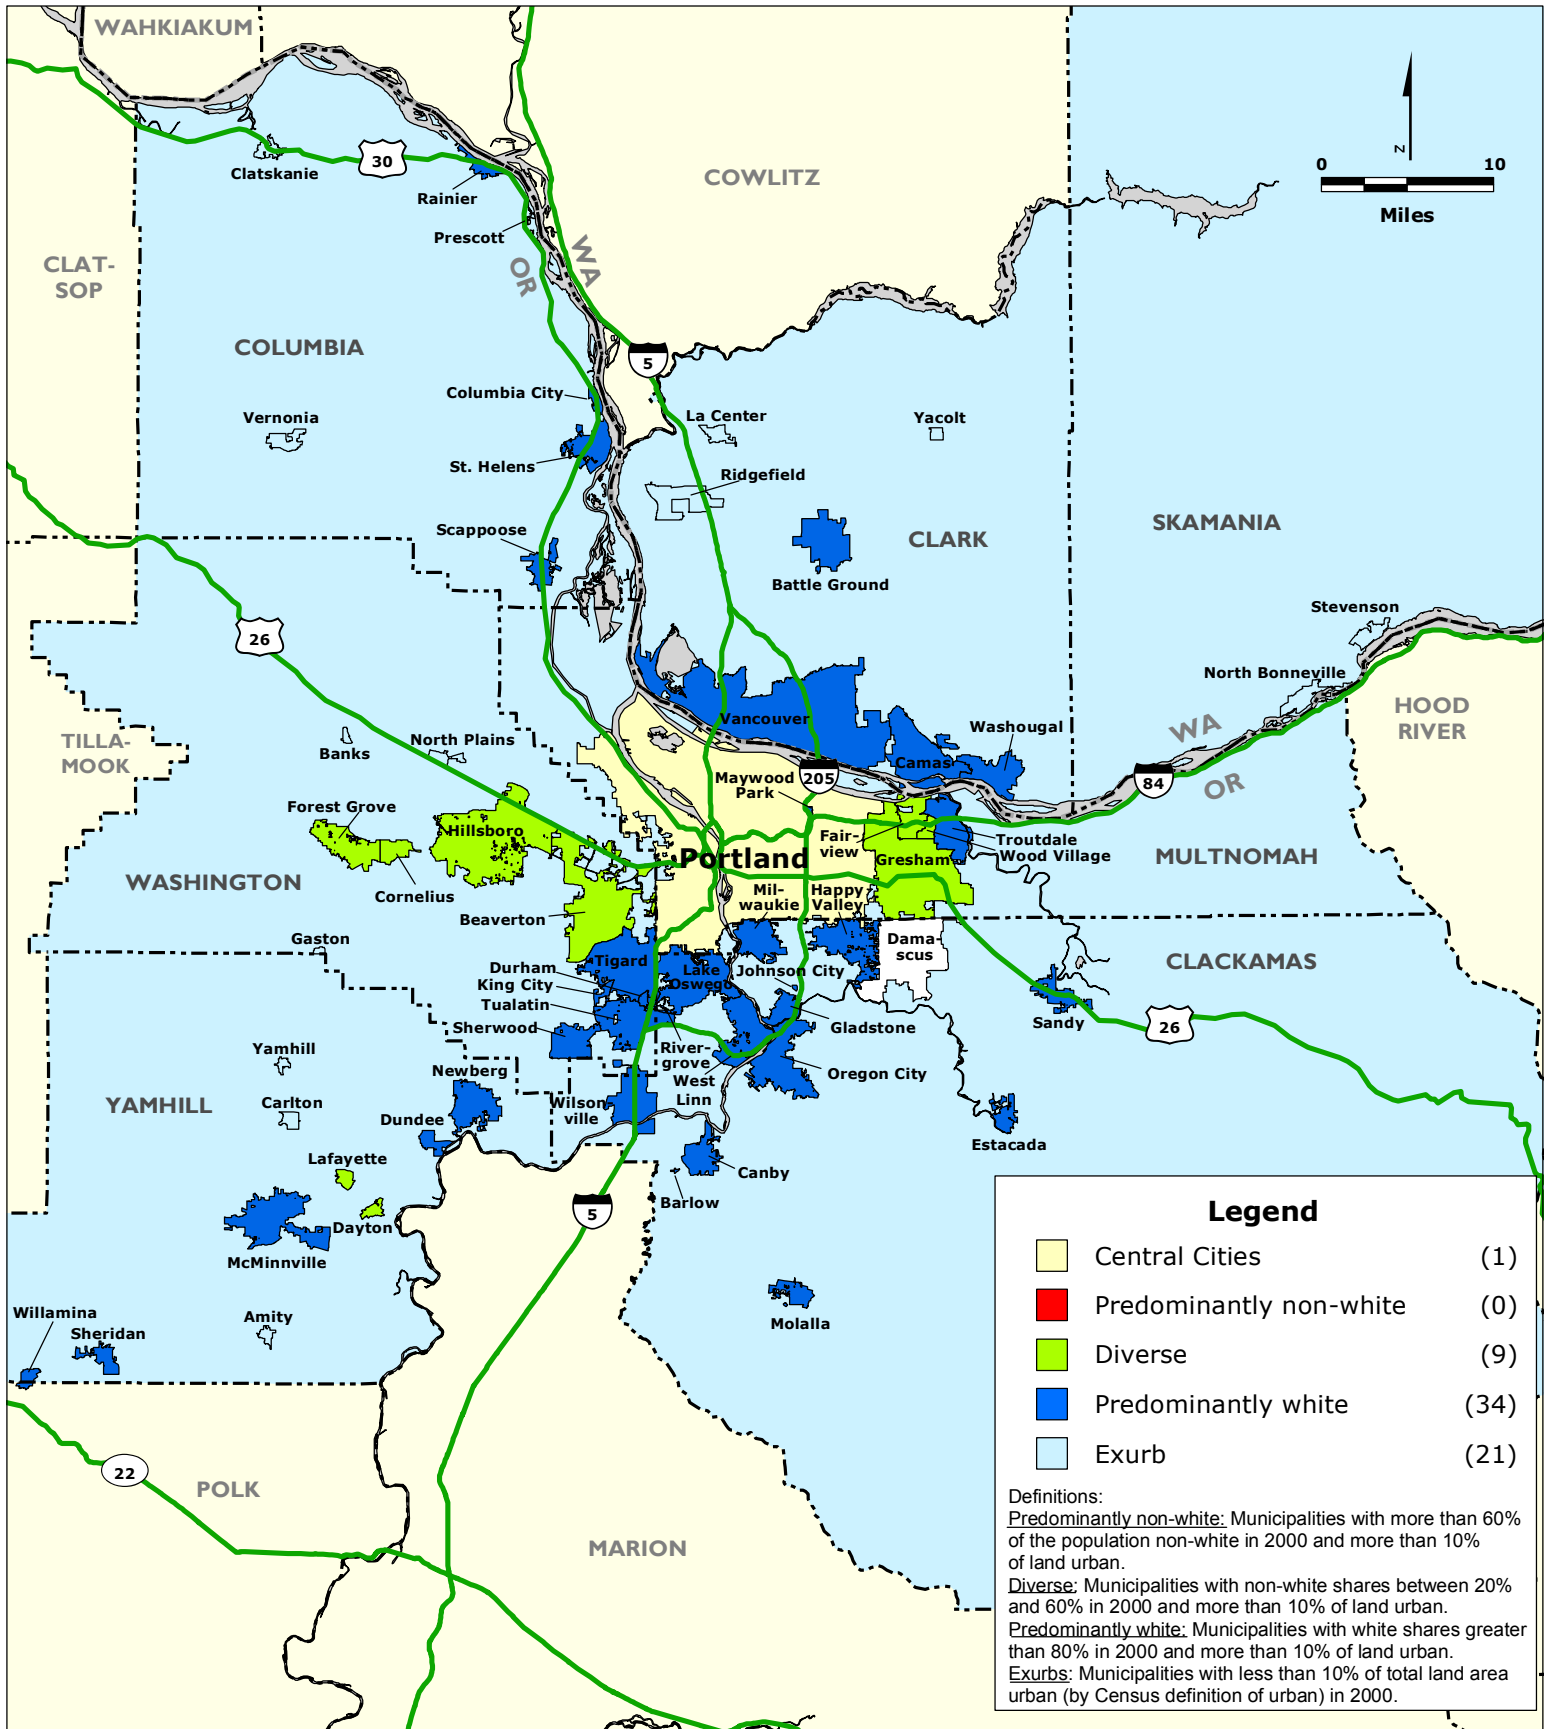 WAHKIAKUM
COWLITZ
0 10
Miles
N
30
Clatskanie
Rainier
Prescott
WA
OR
CLAT-
SOP
COLUMBIA
5
Columbia City
Vernonia
La Center
Yacolt
St. Helens
Ridgefield
Scappoose
CLARK
SKAMANIA
Battle Ground
Stevenson
26
North Bonneville
HOOD
RIVER
WA
OR
Vancouver
Washougal
TILLA-
MOOK
Banks
North Plains
Camas
Maywood
Park
205
84
Forest Grove
Hillsboro
Fair-
view
Troutdale
Wood Village
Portland
Gresham
MULTNOMAH
WASHINGTON
Cornelius
Mil-
waukie
Happy
Valley
Beaverton
Gaston
Dama-
scus
CLACKAMAS
Tigard
Durham
King City
Lake
Oswego
Johnson City
Tualatin
Sherwood
Gladstone
Sandy
26
Yamhill
River-
grove
Newberg
West
Linn
Oregon City
YAMHILL
Carlton
Wilson
ville
Dundee
Estacada
Lafayette
Canby
Barlow
Dayton
5
McMinnville
Willamina
Sheridan
Amity
Molalla
22
POLK
MARION
Legend
Central Cities (1)
Predominantly non-white (0)
Diverse (9)
Predominantly white (34)
Exurb (21)
Definitions:
Predominantly non-white: Municipalities with more than 60%
of the population non-white in 2000 and more than 10%
of land urban.
Diverse: Municipalities with non-white shares between 20%
and 60% in 2000 and more than 10% of land urban.
Predominantly white: Municipalities with white shares greater
than 80% in 2000 and more than 10% of land urban.
Exurbs: Municipalities with less than 10% of total land area
urban (by Census definition of urban) in 2000.